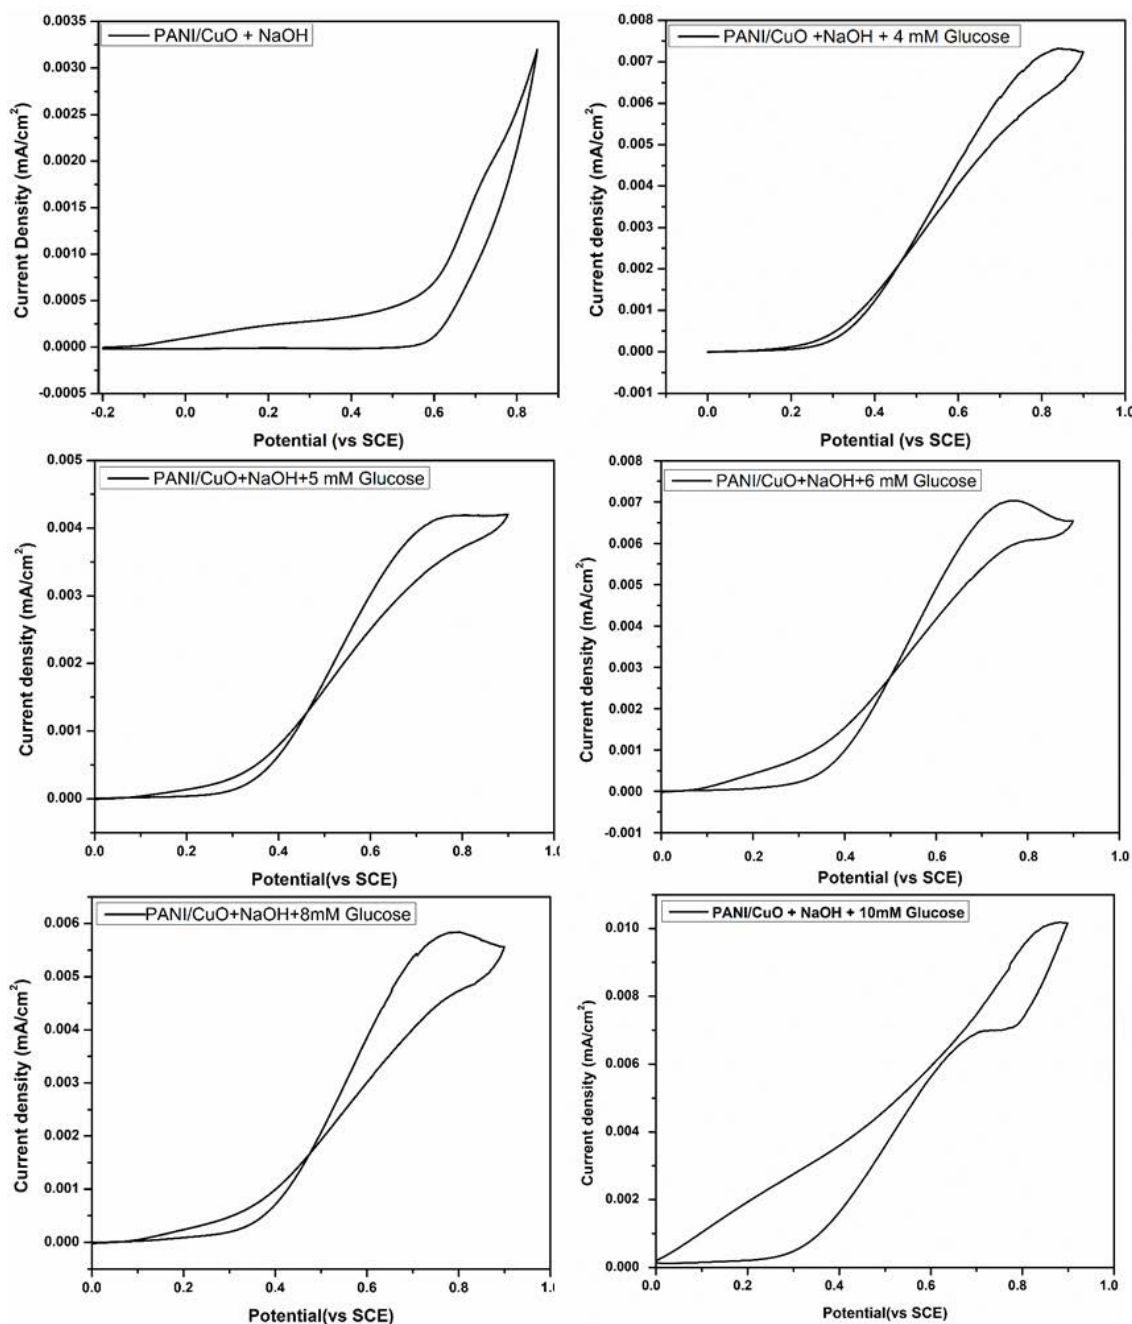 PANI/CuO + NaOH
0.0035
0.0030
0.0025
0.0020
0.0015
0.0010
0.0005
0.0000
-0.0005
Current Density (mA/cm²)
-0.2 0.0 0.2 0.4 0.6 0.8
Potential (vs SCE)
PANI/CuO +NaOH + 4 mM Glucose
0.008
0.007
0.006
0.005
0.004
0.003
0.002
0.001
0.000
-0.001
Current density (mA/cm²)
0.0 0.2 0.4 0.6 0.8 1.0
Potential (vs SCE)
PANI/CuO+NaOH+5 mM Glucose
0.005
0.004
0.003
0.002
0.001
0.000
Current density (mA/cm²)
0.0 0.2 0.4 0.6 0.8 1.0
Potential(vs SCE)
PANI/CuO+NaOH+6 mM Glucose
0.008
0.007
0.006
0.005
0.004
0.003
0.002
0.001
0.000
-0.001
Current density (mA/cm²)
0.0 0.2 0.4 0.6 0.8 1.0
Potential (vs SCE)
PANI/CuO+NaOH+8mM Glucose
0.006
0.005
0.004
0.003
0.002
0.001
0.000
Current density (mA/cm²)
0.0 0.2 0.4 0.6 0.8 1.0
Potential(vs SCE)
PANI/CuO + NaOH + 10mM Glucose
0.010
0.008
0.006
0.004
0.002
0.000
Current density (mA/cm²)
0.0 0.2 0.4 0.6 0.8 1.0
Potential(vs SCE)